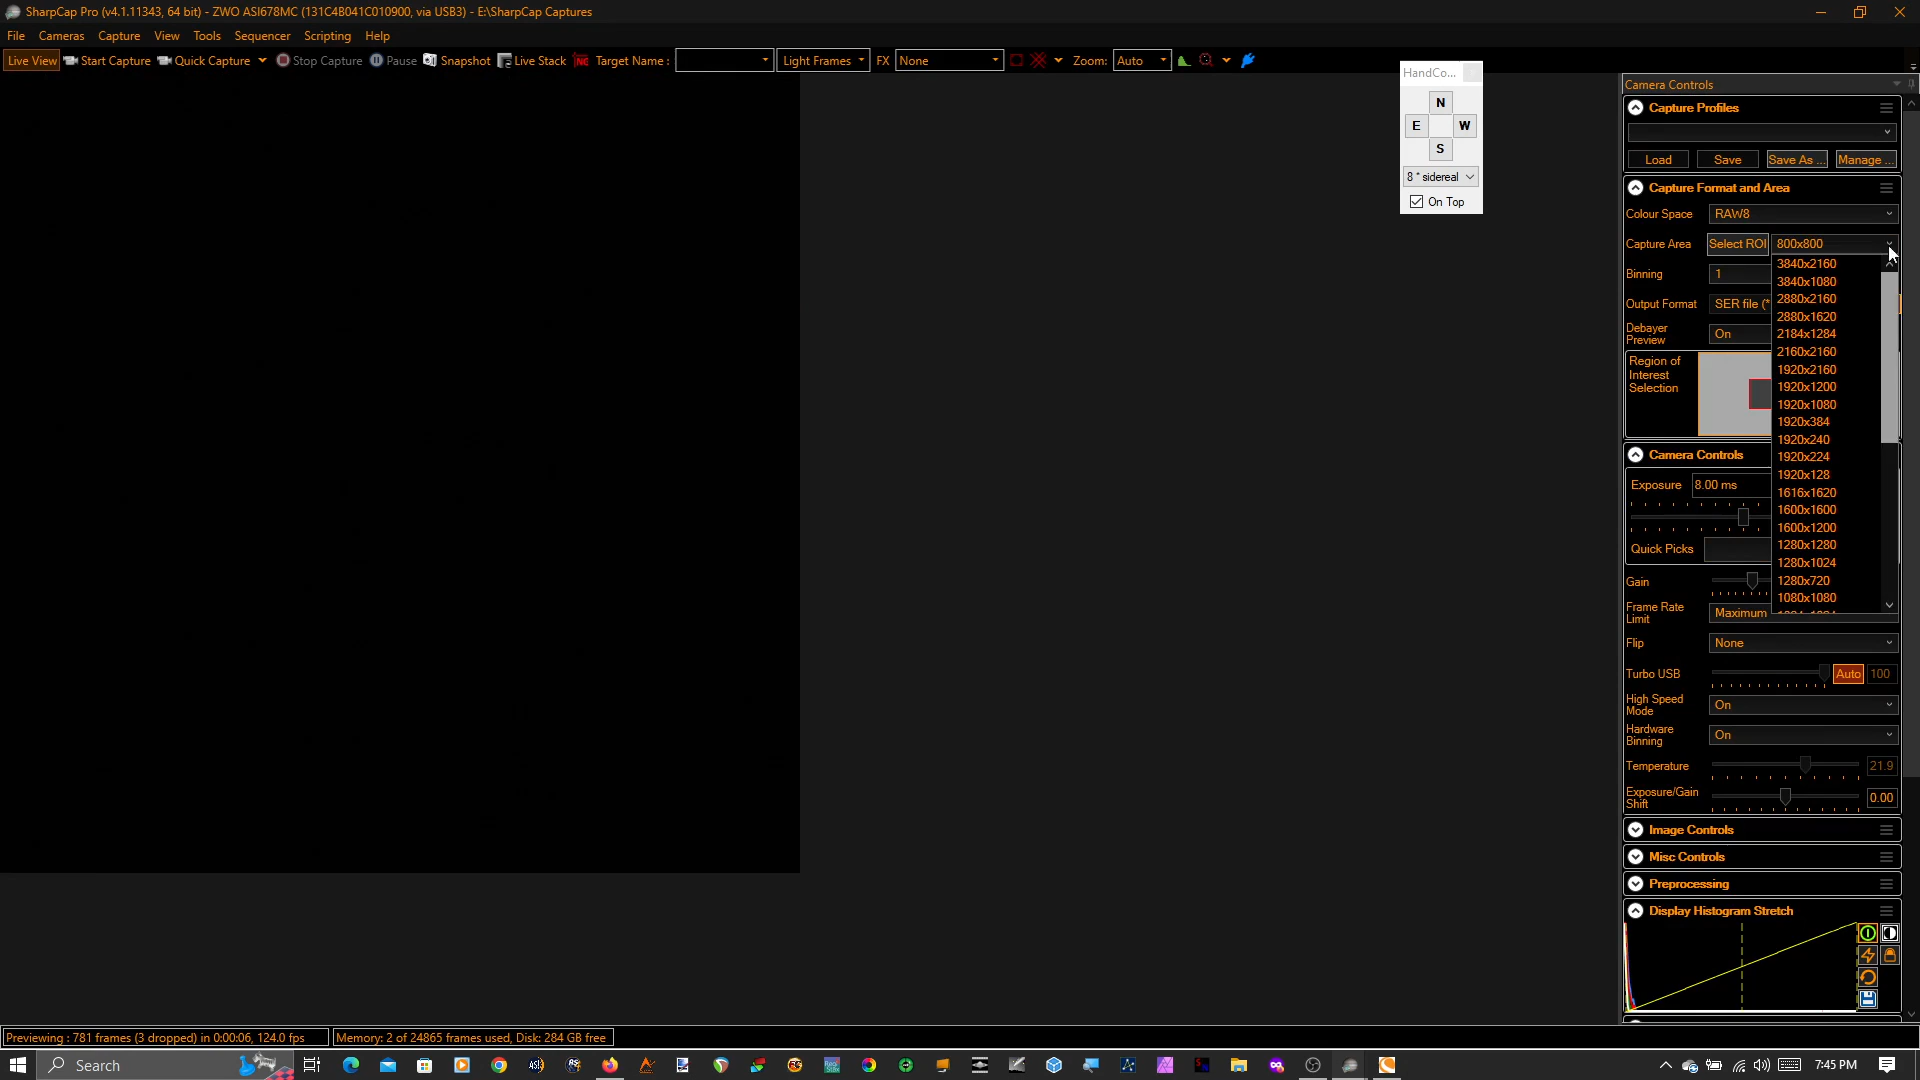 SharpCap Pro (v4.1.11343, 64 bit) - ZWO ASI678MC (131C4B041C010900, via USB3) - E:\SharpCap Captures
File Cameras Capture View Tools Sequencer Scripting Help
Live View Start Capture Quick Capture Stop Capture Pause Snapshot Live Stack Target Name : Light Frames FX None Zoom: Auto
HandCo...
N
E W
S
8 * sidereal
On Top
Camera Controls
Capture Profiles
Load Save Save As ... Manage ...
Capture Format and Area
Colour Space RAW8
Capture Area Select ROI 800x800
Binning 1
Output Format SER file (*
Debayer Preview On
Region of
Interest
Selection
3840x2160
3840x1080
2880x2160
2880x1620
2184x1284
2160x2160
1920x2160
1920x1200
1920x1080
1920x384
1920x240
1920x224
1920x128
1616x1620
1600x1600
1600x1200
1280x1280
1280x1024
1280x720
1080x1080
Camera Controls
Exposure 8.00 ms
Quick Picks
Gain
Frame Rate Limit Maximum
Flip None
Turbo USB Auto 100
High Speed Mode On
Hardware Binning On
Temperature 21.9
Exposure/Gain Shift 0.00
Image Controls
Misc Controls
Preprocessing
Display Histogram Stretch
Previewing : 781 frames (3 dropped) in 0:00:06, 124.0 fps Memory: 2 of 24865 frames used, Disk: 284 GB free
Search 7:45 PM